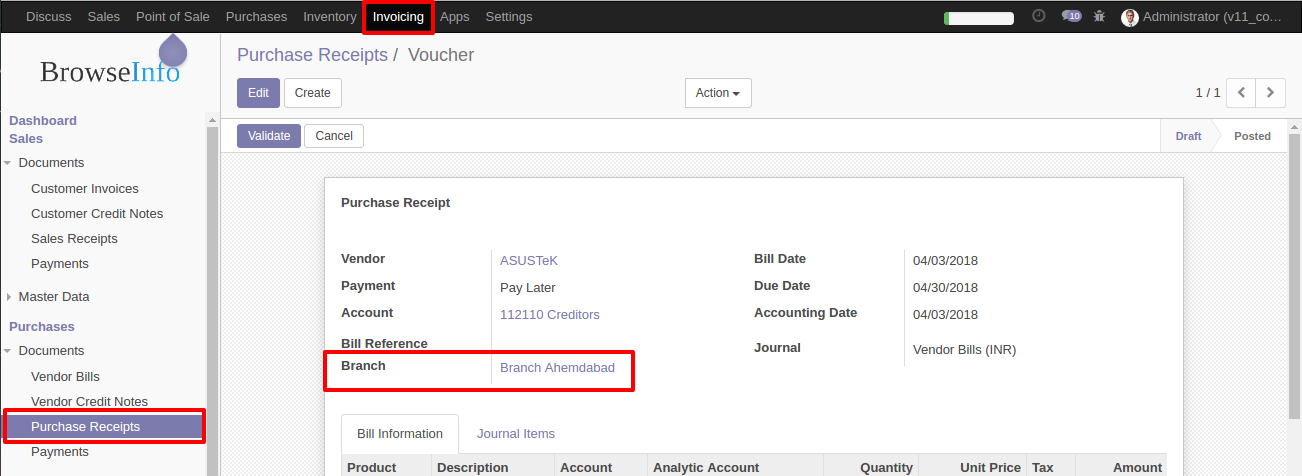 Discuss Sales Point of Sale Purchases Inventory Invoicing Apps Settings 10 Administrator (v11_co...
BrowseInfo
Purchase Receipts / Voucher
Edit Create Action 1 / 1
Validate Cancel Draft Posted
Dashboard
Sales
Documents
Customer Invoices
Customer Credit Notes
Sales Receipts
Payments
Master Data
Purchases
Documents
Vendor Bills
Vendor Credit Notes
Purchase Receipts
Payments
Purchase Receipt
Vendor ASUSTeK Bill Date 04/03/2018
Payment Pay Later Due Date 04/30/2018
Account 112110 Creditors Accounting Date 04/03/2018
Bill Reference
Journal Vendor Bills (INR)
Branch Branch Ahemdabad
Bill Information Journal Items
Product Description Account Analytic Account Quantity Unit Price Tax Amount